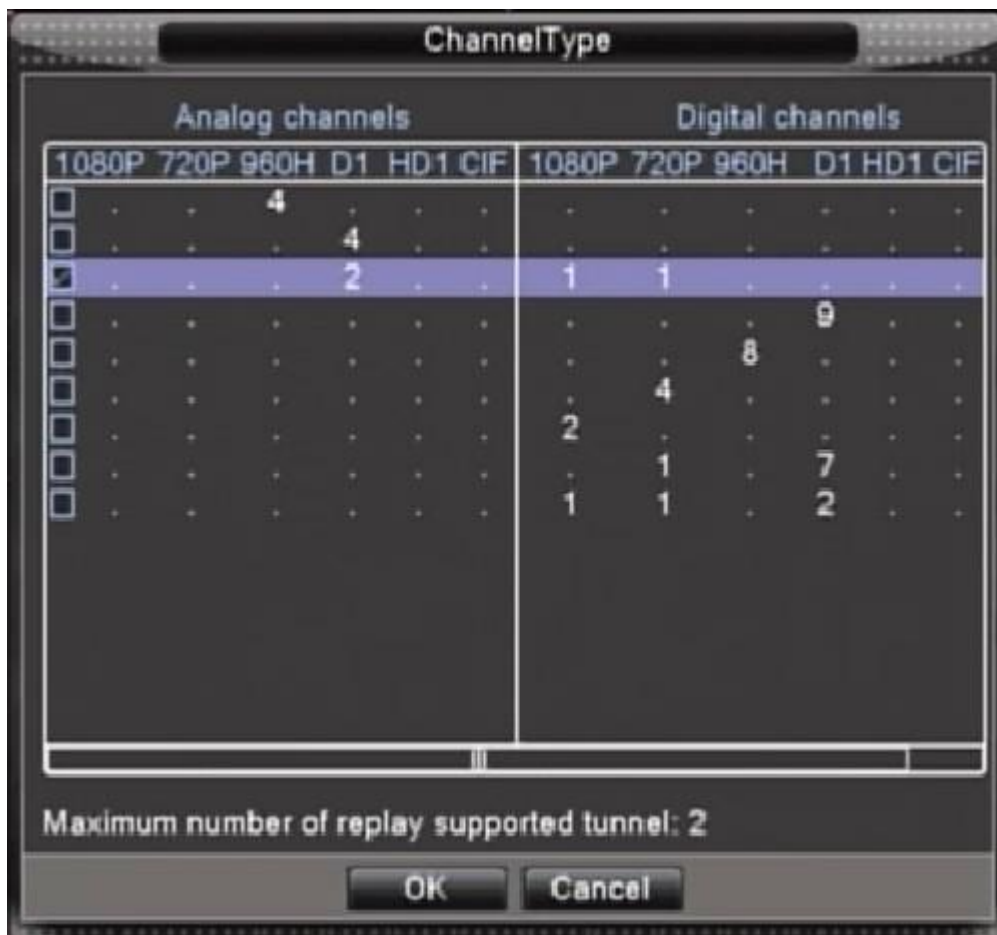 ChannelType
Analog channels Digital channels
1080P 720P 960H D1 HD1 CIF 1080P 720P 960H D1 HD1 CIF
. . 4 . . . . . . . . .
. . . 4 . . . . . . . .
. . . 2 . . 1 1 . . . .
. . . . . . . . . 9 . .
. . . . . . . . 8 . . .
. . . . . . . 4 . . . .
. . . . . . 2 . . . . .
. . . . . . . 1 . 7 . .
. . . . . . 1 1 . 2 . .
Maximum number of replay supported tunnel: 2
OK Cancel